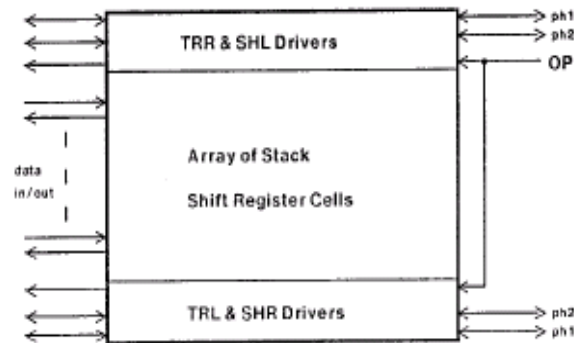 TRR & SHL Drivers
ph1
ph2
OP
Array of Stack
Shift Register Cells
data
in/out
TRL & SHR Drivers
ph2
ph1